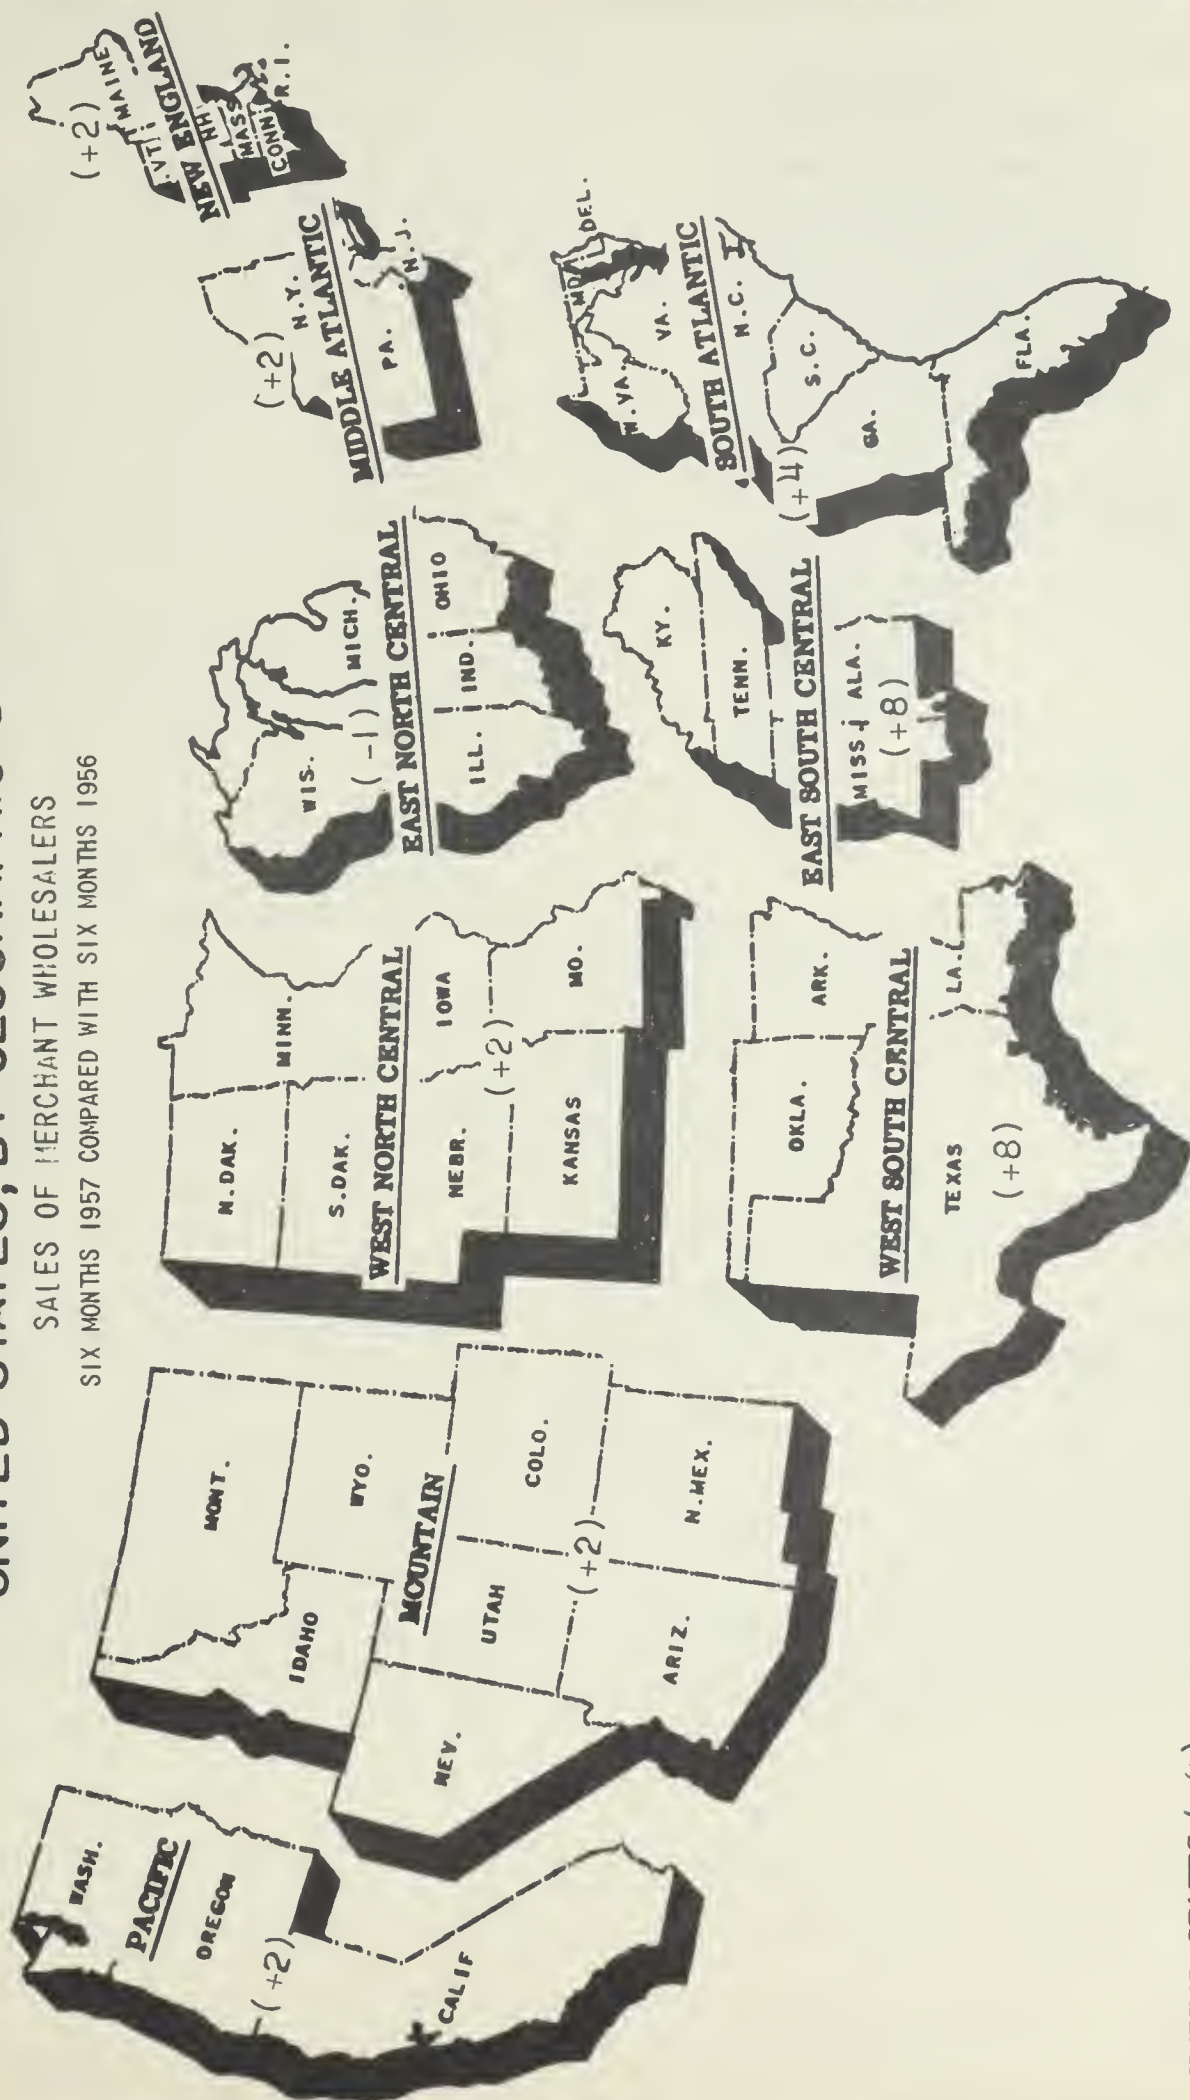 SALES OF MERCHANT WHOLESALERS
SIX MONTHS 1957 COMPARED WITH SIX MONTHS 1956
PACIFIC
WASH.
OREGON
(+2)
CALIF
MOUNTAIN
MONT.
IDAHO
WYO.
NEV.
UTAH
COLO.
(+2)
ARIZ.
N.MEX.
WEST NORTH CENTRAL
N.DAK.
MINN.
S.DAK.
NEBR.
IOWA
(+2)
KANSAS
MO.
WEST SOUTH CENTRAL
OKLA.
ARK.
TEXAS
LA.
(+8)
EAST NORTH CENTRAL
WIS.
MICH.
(-1)
ILL.
IND.
OHIO
EAST SOUTH CENTRAL
KY.
TENN.
MISS.
ALA.
(+8)
MIDDLE ATLANTIC
N.Y.
(+2)
PA.
N.J.
SOUTH ATLANTIC
MD.
DEL.
W.VA.
VA.
N.C.
S.C.
(+4)
GA.
FLA.
NEW ENGLAND
(+2)
MAINE
VT.
NH
MASS
CONN
R.I.